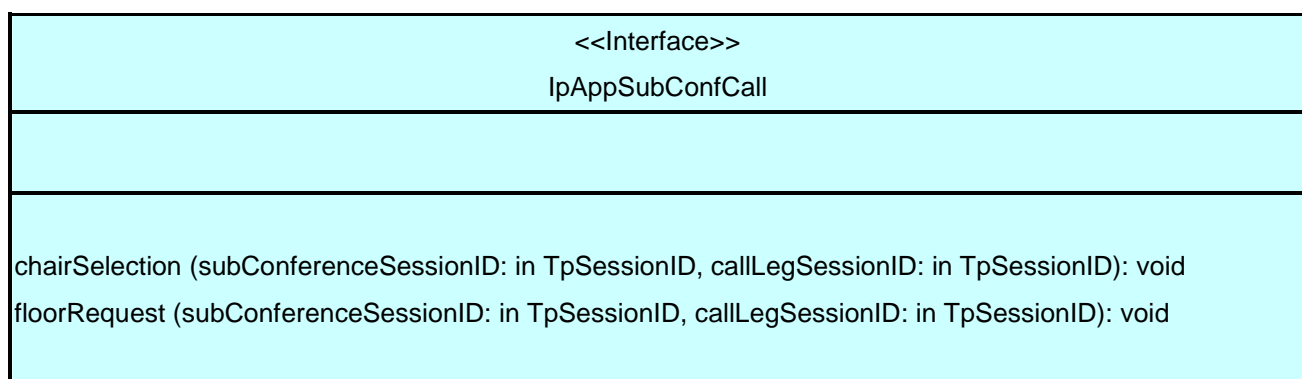 <<Interface>>
IpAppSubConfCall
chairSelection (subConferenceSessionID: in TpSessionID, callLegSessionID: in TpSessionID): void
floorRequest (subConferenceSessionID: in TpSessionID, callLegSessionID: in TpSessionID): void